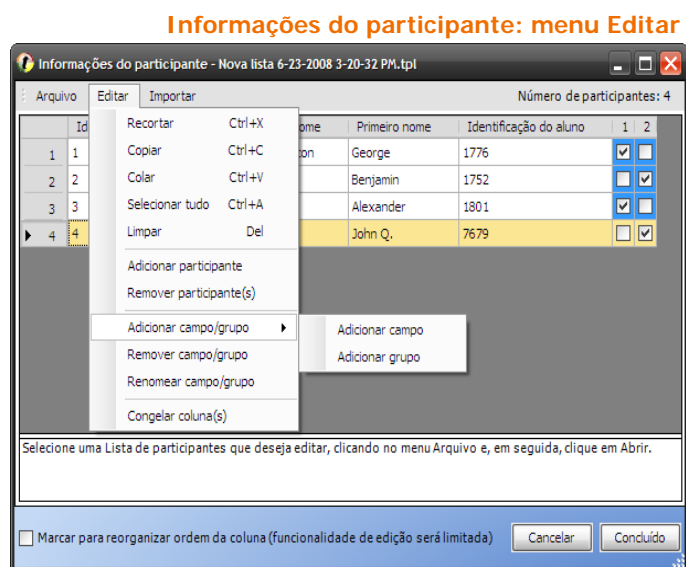 Informações do participante: menu Editar
Informações do participante - Nova lista 6-23-2008 3-20-32 PM.tpl
Arquivo Editar Importar Número de participantes: 4
Id ome Primeiro nome Identificação do aluno 1 2
1 1 on George 1776
2 2 Benjamin 1752
3 3 Alexander 1801
4 4 John Q. 7679
Recortar Ctrl+X
Copiar Ctrl+C
Colar Ctrl+V
Selecionar tudo Ctrl+A
Limpar Del
Adicionar participante
Remover participante(s)
Adicionar campo/grupo
Remover campo/grupo
Renomear campo/grupo
Congelar coluna(s)
Adicionar campo
Adicionar grupo
Selecione uma Lista de participantes que deseja editar, clicando no menu Arquivo e, em seguida, clique em Abrir.
Marcar para reorganizar ordem da coluna (funcionalidade de edição será limitada) Cancelar Concluído